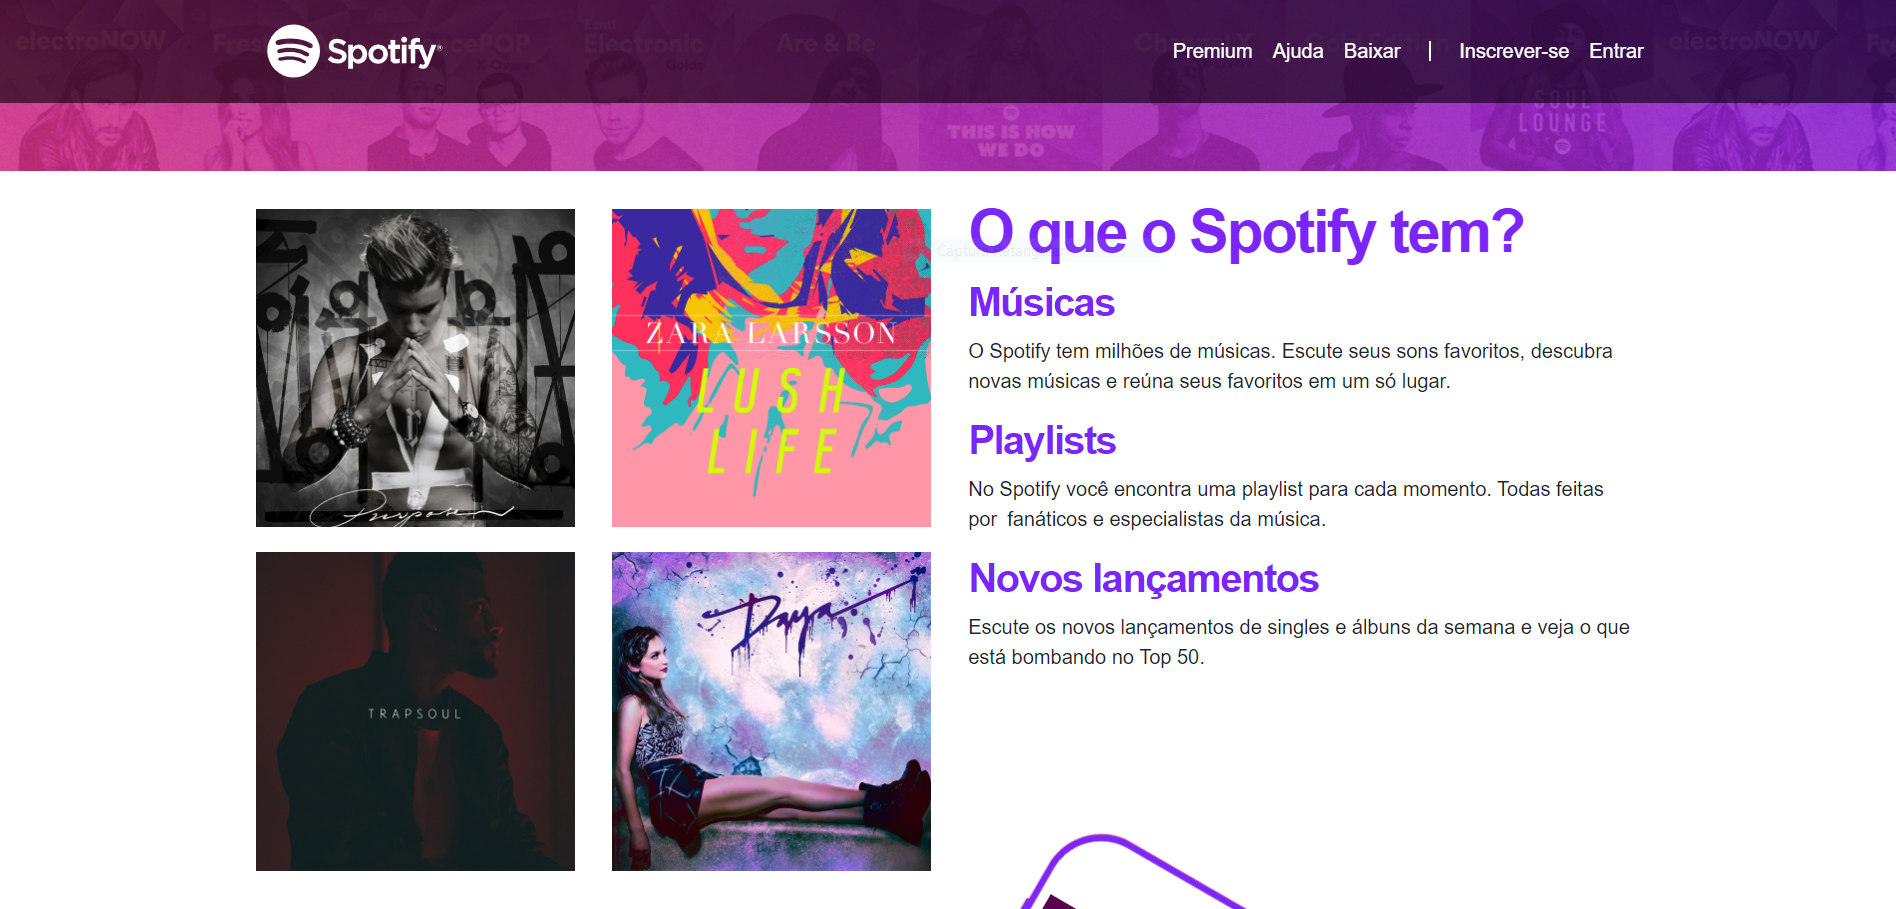 electroNOW
Are & Be
electroNOW
Spotify
Premium Ajuda Baixar | Inscrever-se Entrar
Electronic
THIS IS HOW
WE DO
SOUL
LOUNGE
O que o Spotify tem?
Músicas
O Spotify tem milhões de músicas. Escute seus sons favoritos, descubra
novas músicas e reúna seus favoritos em um só lugar.
Playlists
No Spotify você encontra uma playlist para cada momento. Todas feitas
por fanáticos e especialistas da música.
Novos lançamentos
Escute os novos lançamentos de singles e álbuns da semana e veja o que
está bombando no Top 50.
Purpose
ZARA LARSSON
LUSH
LIFE
TRAPSOUL
Daya